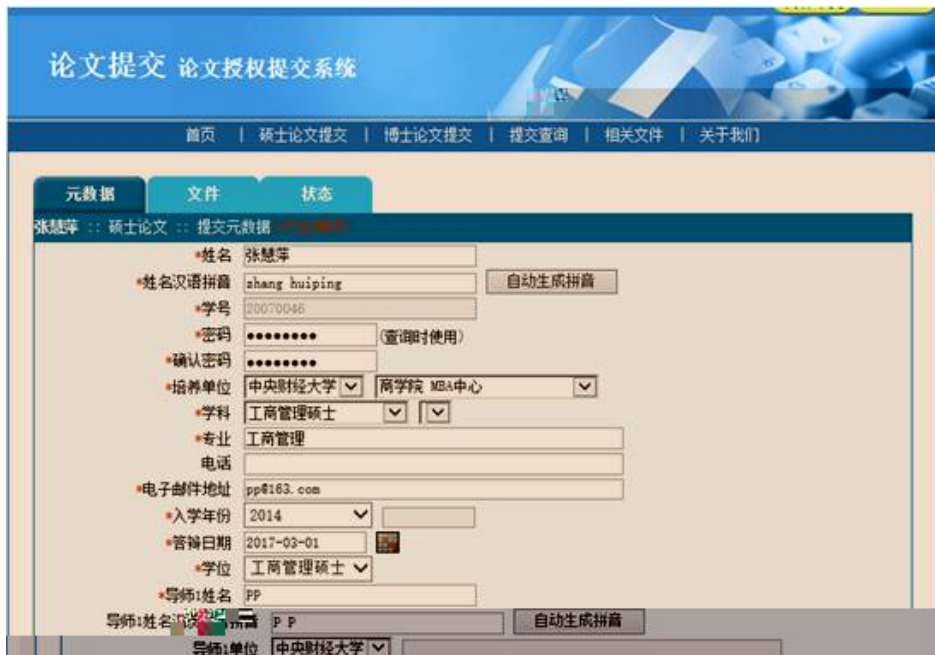 论文提交 论文授权提交系统
首页 | 硕士论文提交 | 博士论文提交 | 提交查询 | 相关文件 | 关于我们
元数据 文件 状态
张慧萍 :: 硕士论文 :: 提交元数据
*姓名 张慧萍
*姓名汉语拼音 zhang huiping 自动生成拼音
*学号 20070046
*密码 ●●●●●●●● (查询时使用)
*确认密码 ●●●●●●●●
*培养单位 中央财经大学 商学院 MBA中心
*学科 工商管理硕士
*专业 工商管理
电话
*电子邮件地址 pp@163.com
*入学年份 2014
*答辩日期 2017-03-01
*学位 工商管理硕士
*导师1姓名 PP
导师1姓名 P P 自动生成拼音
导师1单位 中央财经大学